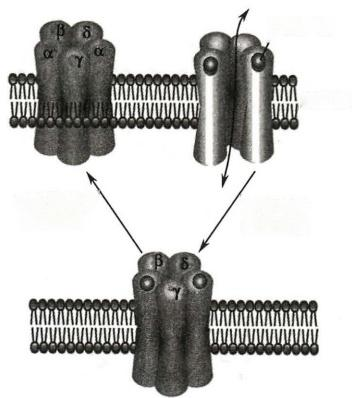 β δ
α γ α
β δ
γ